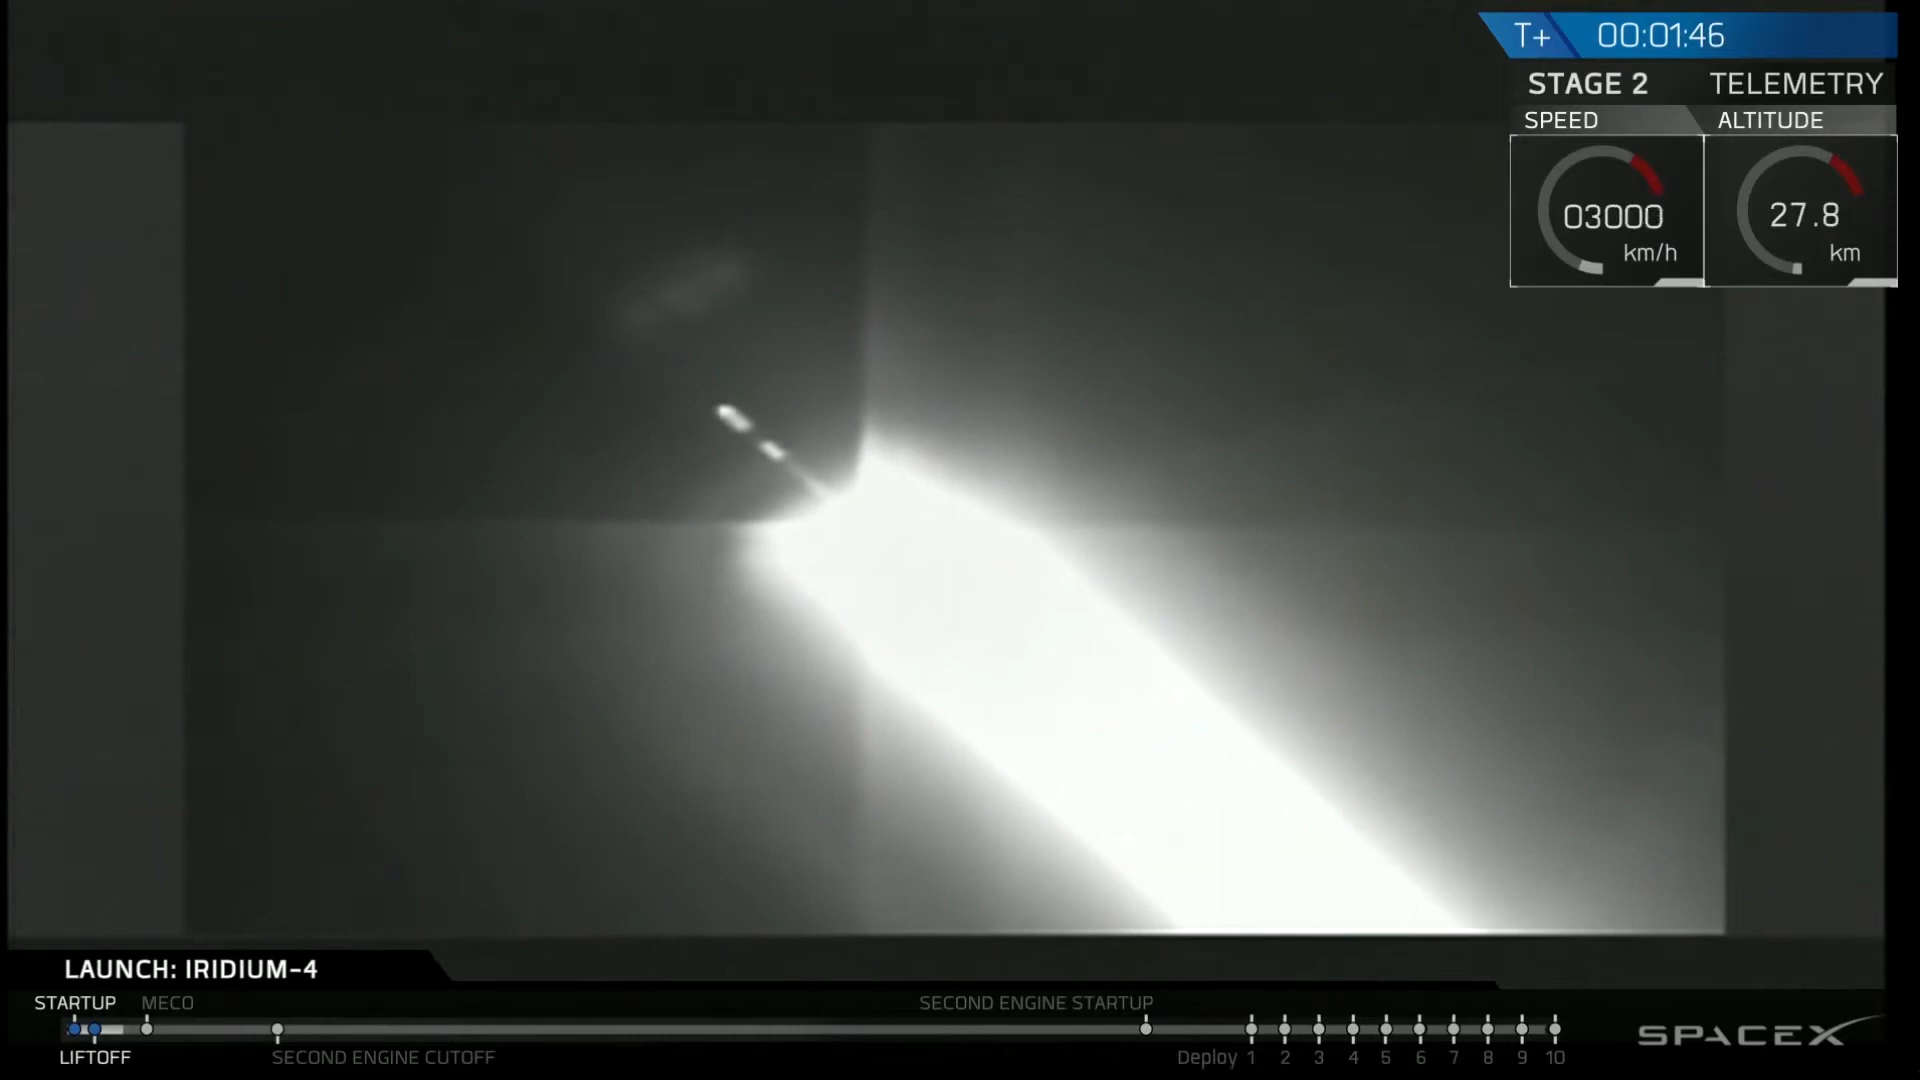 T+ 00:01:46
STAGE 2 TELEMETRY
SPEED ALTITUDE
03000 27.8
km/h km
LAUNCH: IRIDIUM-4
STARTUP MECO SECOND ENGINE STARTUP
SPACEX
LIFTOFF SECOND ENGINE CUTOFF Deploy 1 2 3 4 5 6 7 8 9 10